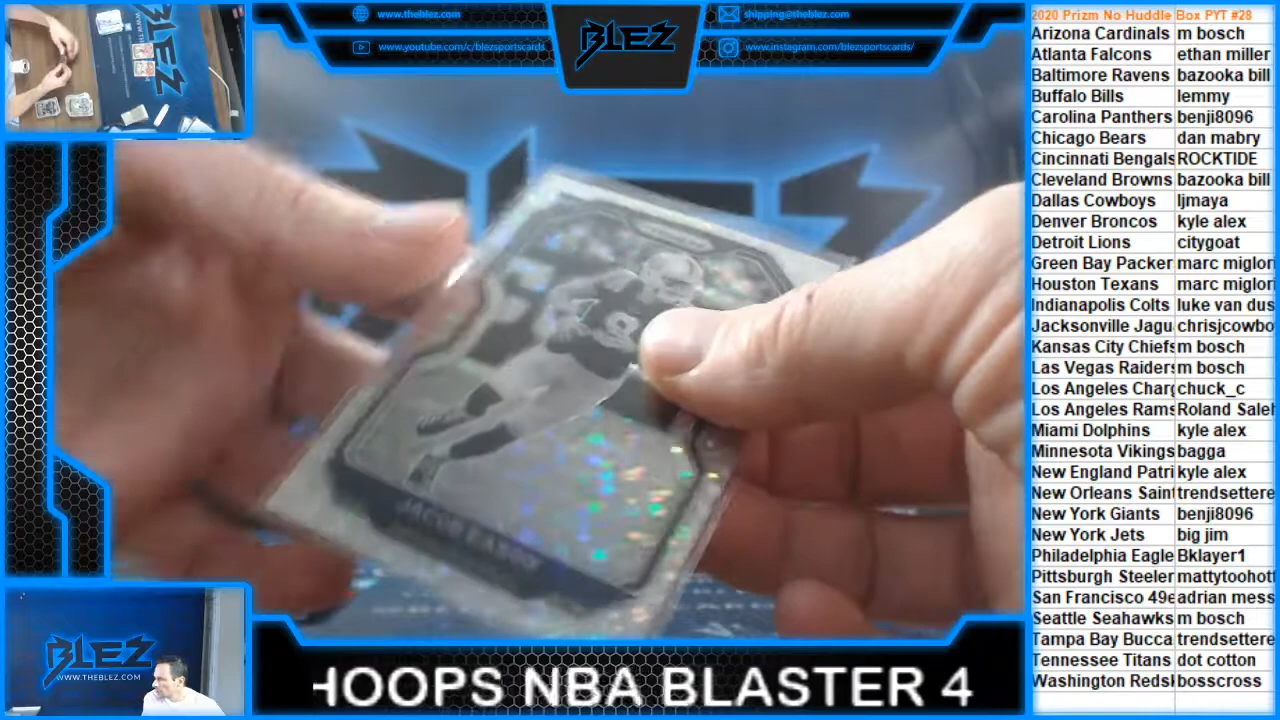 www.theblez.com
www.youtube.com/c/blezsportscards
BLEZ
shipping@theblez.com
www.instagram.com/blezsportscards/
JACOB EASON
BLEZ
WWW.THEBLEZ.COM
HOOPS NBA BLASTER 4
2020 Prizm No Huddle Box PYT #28
Arizona Cardinals m bosch
Atlanta Falcons ethan miller
Baltimore Ravens bazooka bill
Buffalo Bills lemmy
Carolina Panthers benji8096
Chicago Bears dan mabry
Cincinnati Bengals ROCKTIDE
Cleveland Browns bazooka bill
Dallas Cowboys ljmaya
Denver Broncos kyle alex
Detroit Lions citygoat
Green Bay Packer marc miglori
Houston Texans marc miglori
Indianapolis Colts luke van dus
Jacksonville Jagu chrisjcowbo
Kansas City Chiefs m bosch
Las Vegas Raiders m bosch
Los Angeles Charg chuck_c
Los Angeles Rams Roland Saleh
Miami Dolphins kyle alex
Minnesota Vikings bagga
New England Patri kyle alex
New Orleans Saint trendsettere
New York Giants benji8096
New York Jets big jim
Philadelphia Eagle Bklayer1
Pittsburgh Steeler mattytoohott
San Francisco 49e adrian mess
Seattle Seahawks m bosch
Tampa Bay Bucca trendsettere
Tennessee Titans dot cotton
Washington Redsk bosscross